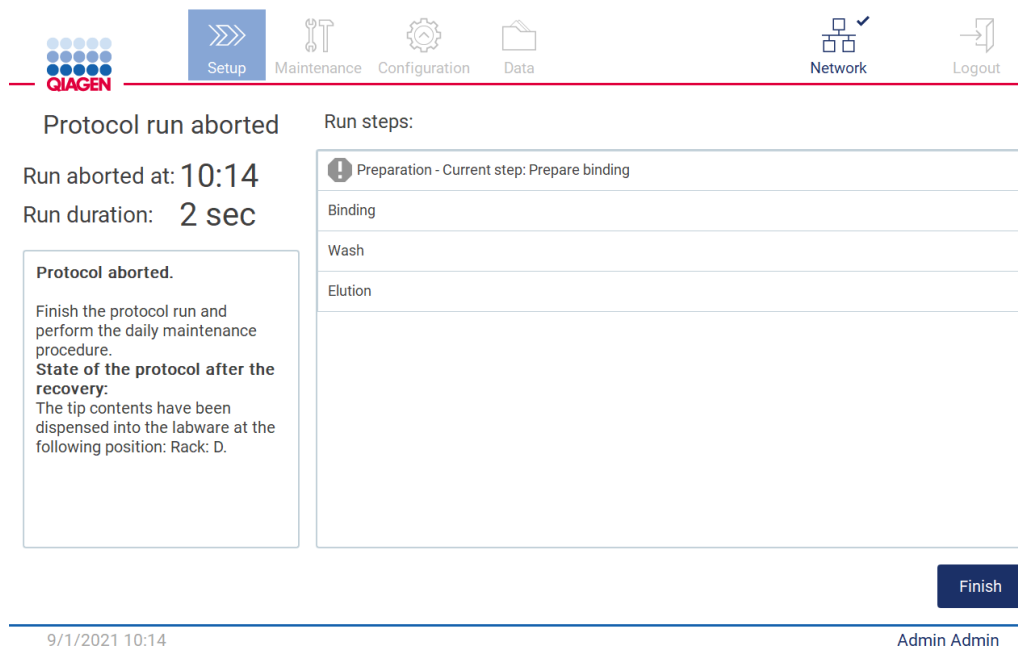 Setup
Maintenance
Configuration
Data
Network
Logout
QIAGEN
Protocol run aborted
Run aborted at: 10:14
Run duration: 2 sec
Protocol aborted.
Finish the protocol run and
perform the daily maintenance
procedure.
State of the protocol after the
recovery:
The tip contents have been
dispensed into the labware at the
following position: Rack: D.
Run steps:
Preparation - Current step: Prepare binding
Binding
Wash
Elution
Finish
9/1/2021 10:14
Admin Admin